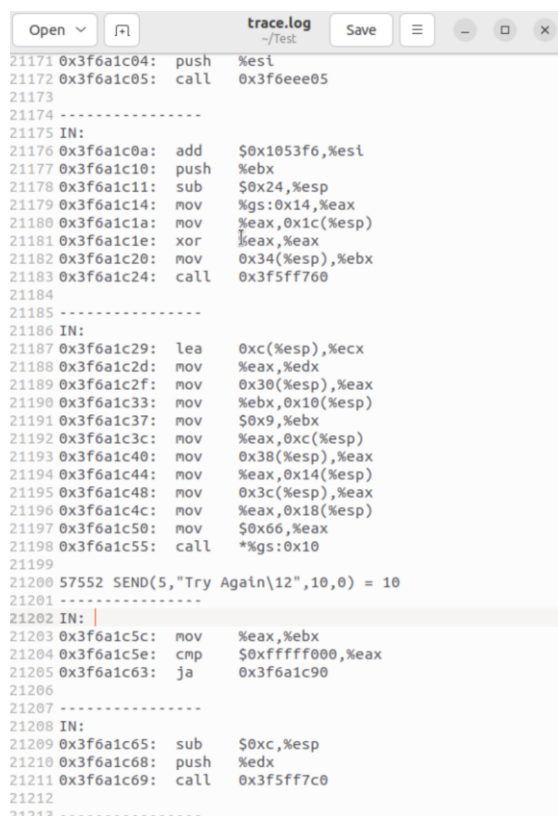 Open
trace.log
~/Test
Save
21171 0x3f6a1c04: push %esi
21172 0x3f6a1c05: call 0x3f6eee05
21173
21174 ----------------
21175 IN:
21176 0x3f6a1c0a: add $0x1053f6,%esi
21177 0x3f6a1c10: push %ebx
21178 0x3f6a1c11: sub $0x24,%esp
21179 0x3f6a1c14: mov %gs:0x14,%eax
21180 0x3f6a1c1a: mov %eax,0x1c(%esp)
21181 0x3f6a1c1e: xor %eax,%eax
21182 0x3f6a1c20: mov 0x34(%esp),%ebx
21183 0x3f6a1c24: call 0x3f5ff760
21184
21185 ----------------
21186 IN:
21187 0x3f6a1c29: lea 0xc(%esp),%ecx
21188 0x3f6a1c2d: mov %eax,%edx
21189 0x3f6a1c2f: mov 0x30(%esp),%eax
21190 0x3f6a1c33: mov %ebx,0x10(%esp)
21191 0x3f6a1c37: mov $0x9,%ebx
21192 0x3f6a1c3c: mov %eax,0xc(%esp)
21193 0x3f6a1c40: mov 0x38(%esp),%eax
21194 0x3f6a1c44: mov %eax,0x14(%esp)
21195 0x3f6a1c48: mov 0x3c(%esp),%eax
21196 0x3f6a1c4c: mov %eax,0x18(%esp)
21197 0x3f6a1c50: mov $0x66,%eax
21198 0x3f6a1c55: call *%gs:0x10
21199
21200 57552 SEND(5,"Try Again\12",10,0) = 10
21201 ----------------
21202 IN:
21203 0x3f6a1c5c: mov %eax,%ebx
21204 0x3f6a1c5e: cmp $0xfffff000,%eax
21205 0x3f6a1c63: ja 0x3f6a1c90
21206
21207 ----------------
21208 IN:
21209 0x3f6a1c65: sub $0xc,%esp
21210 0x3f6a1c68: push %edx
21211 0x3f6a1c69: call 0x3f5ff7c0
21212
21213 ----------------